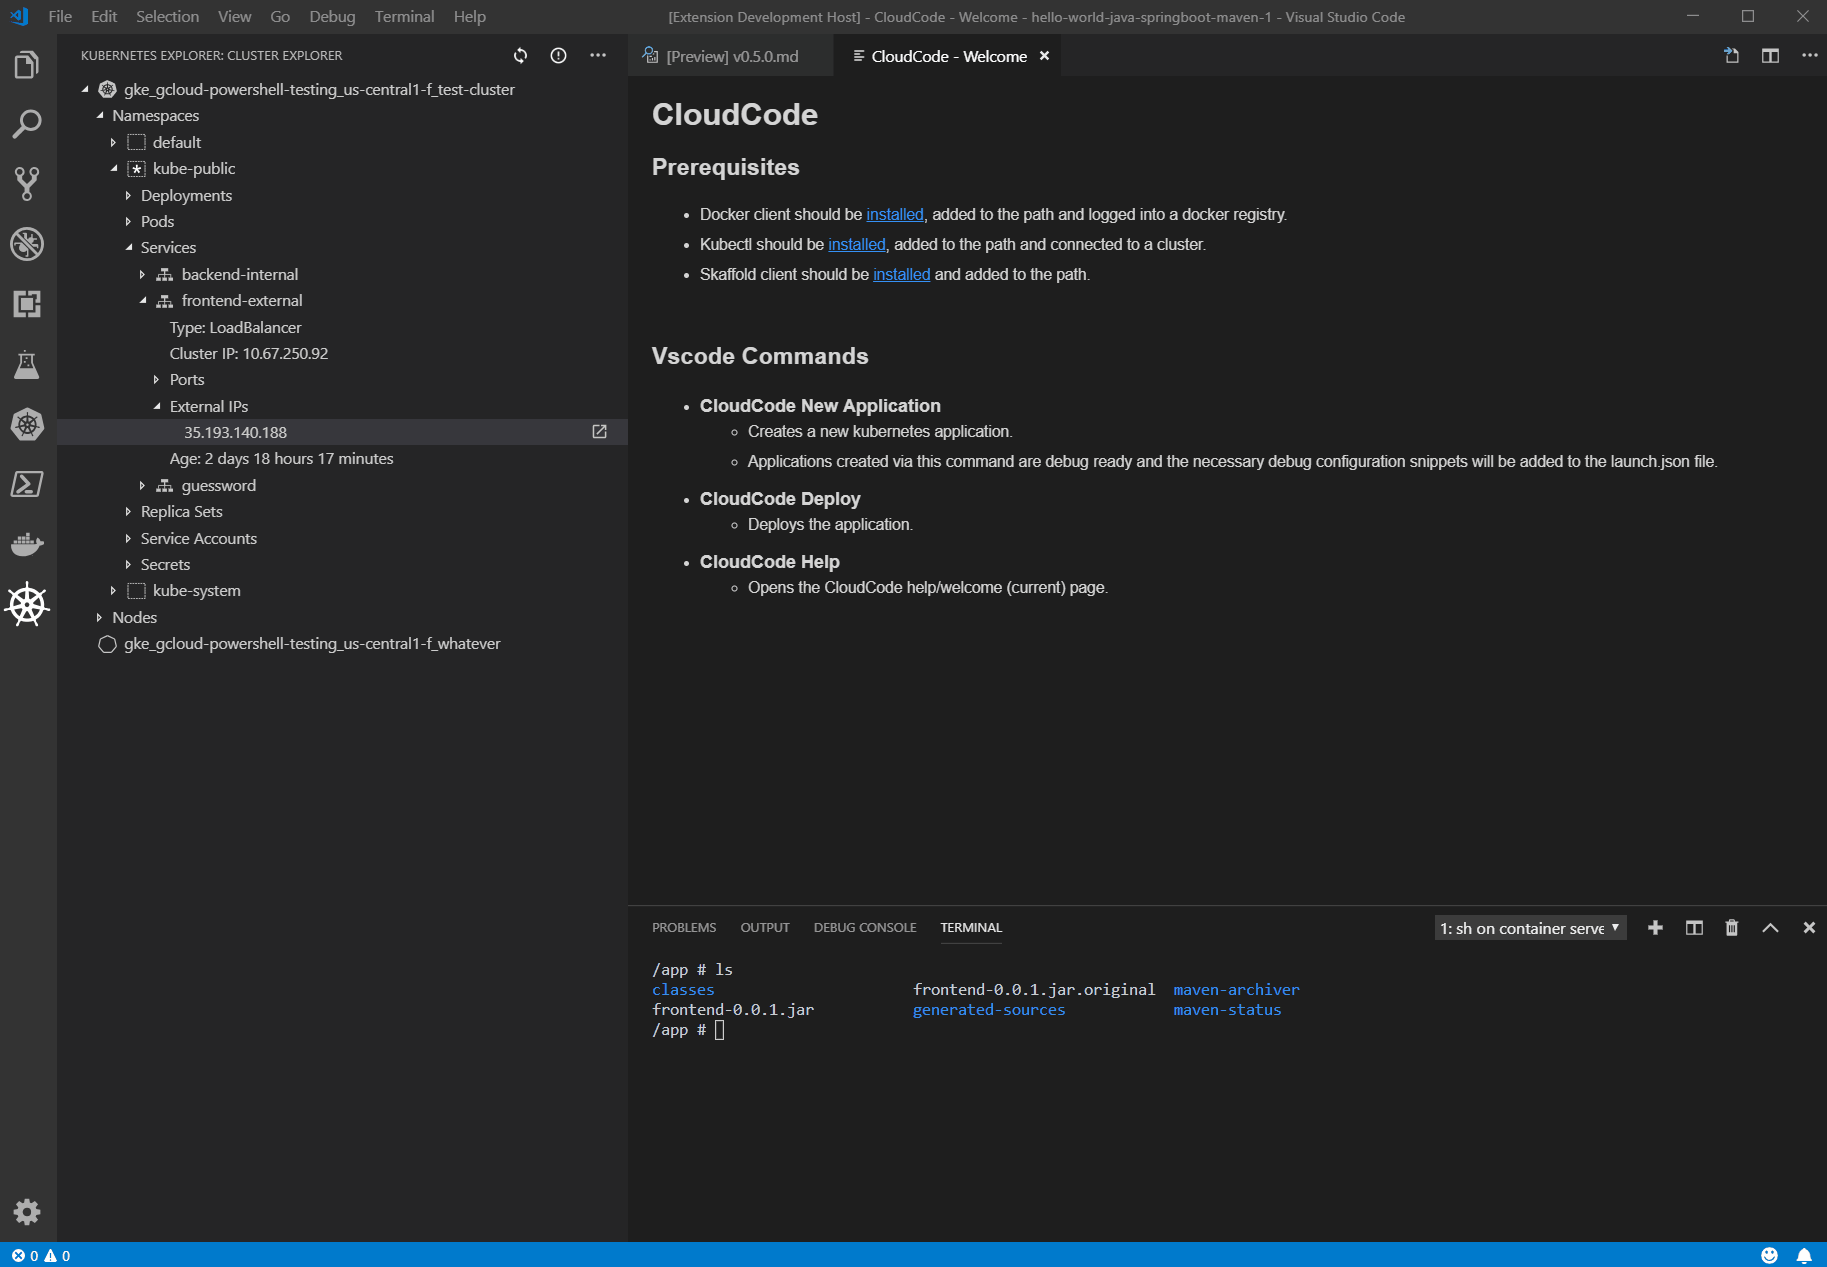 File Edit Selection View Go Debug Terminal Help
[Extension Development Host] - CloudCode - Welcome - hello-world-java-springboot-maven-1 - Visual Studio Code
KUBERNETES EXPLORER: CLUSTER EXPLORER
gke_gcloud-powershell-testing_us-central1-f_test-cluster
Namespaces
default
kube-public
Deployments
Pods
Services
backend-internal
frontend-external
Type: LoadBalancer
Cluster IP: 10.67.250.92
Ports
External IPs
35.193.140.188
Age: 2 days 18 hours 17 minutes
guessword
Replica Sets
Service Accounts
Secrets
kube-system
Nodes
gke_gcloud-powershell-testing_us-central1-f_whatever
[Preview] v0.5.0.md
CloudCode - Welcome
CloudCode
Prerequisites
• Docker client should be installed, added to the path and logged into a docker registry.
• Kubectl should be installed, added to the path and connected to a cluster.
• Skaffold client should be installed and added to the path.
Vscode Commands
• CloudCode New Application
◦ Creates a new kubernetes application.
◦ Applications created via this command are debug ready and the necessary debug configuration snippets will be added to the launch.json file.
• CloudCode Deploy
◦ Deploys the application.
• CloudCode Help
◦ Opens the CloudCode help/welcome (current) page.
PROBLEMS OUTPUT DEBUG CONSOLE TERMINAL
1: sh on container serve
/app # ls
classes frontend-0.0.1.jar.original maven-archiver
frontend-0.0.1.jar generated-sources maven-status
/app #
0 0